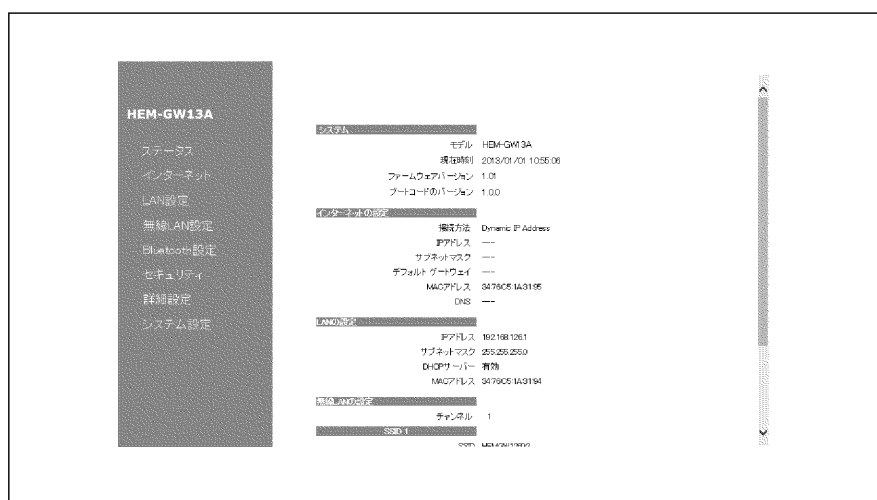 HEM-GW13A
ステータス
インターネット
LAN設定
無線LAN設定
Bluetooth設定
セキュリティ
詳細設定
システム設定
システム
モデル HEM-GW13A
現在時刻 2013/01/01 10:55:06
ファームウェアバージョン 1.01
ブートコードのバージョン 1.0.0
インターネットの設定
接続方法 Dynamic IP Address
IPアドレス ---
サブネットマスク ---
デフォルト ゲートウェイ ---
MACアドレス 34:76:C5:1A:31:95
DNS ---
LANの設定
IPアドレス 192.168.126.1
サブネットマスク 255.255.255.0
DHCPサーバー 有効
MACアドレス 34:76:C5:1A:31:94
無線LANの設定
チャンネル 1
SSID 1
SSID